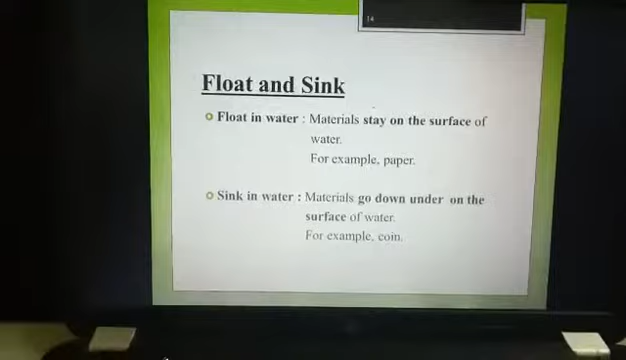 14
Float and Sink
Float in water : Materials stay on the surface of
water.
For example, paper.
Sink in water : Materials go down under on the
surface of water.
For example, coin.